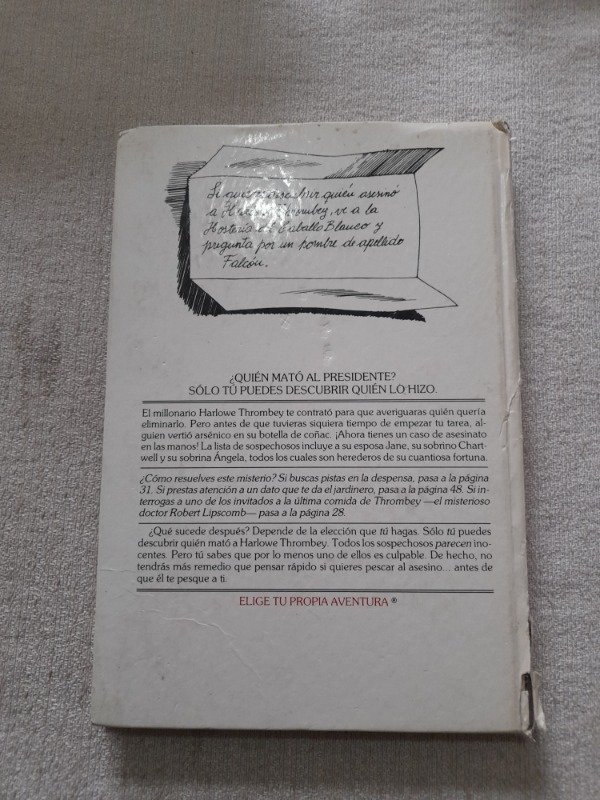 Si quieres descubrir quién asesinó
a Harlowe Thrombey, ve a la
Hostería del Caballo Blanco y
pregunta por un hombre de apellido
Falcón.
¿QUIÉN MATÓ AL PRESIDENTE?
SÓLO TÚ PUEDES DESCUBRIR QUIÉN LO HIZO.
El millonario Harlowe Thrombey te contrató para que averiguaras quién quería
eliminarlo. Pero antes de que tuvieras siquiera tiempo de empezar tu tarea, al-
guien vertió arsénico en su botella de coñac. ¡Ahora tienes un caso de asesinato
en las manos! La lista de sospechosos incluye a su esposa Jane, su sobrino Chart-
well y su sobrina Ángela, todos los cuales son herederos de su cuantiosa fortuna.
¿Cómo resuelves este misterio? Si buscas pistas en la despensa, pasa a la página
31. Si prestas atención a un dato que te da el jardinero, pasa a la página 48. Si in-
terrogas a uno de los invitados a la última comida de Thrombey —el misterioso
doctor Robert Lipscomb— pasa a la página 28.
¿Qué sucede después? Depende de la elección que tú hagas. Sólo tú puedes
descubrir quién mató a Harlowe Thrombey. Todos los sospechosos parecen ino-
centes. Pero tú sabes que por lo menos uno de ellos es culpable. De hecho, no
tendrás más remedio que pensar rápido si quieres pescar al asesino... antes de
que él te pesque a ti.
ELIGE TU PROPIA AVENTURA ®